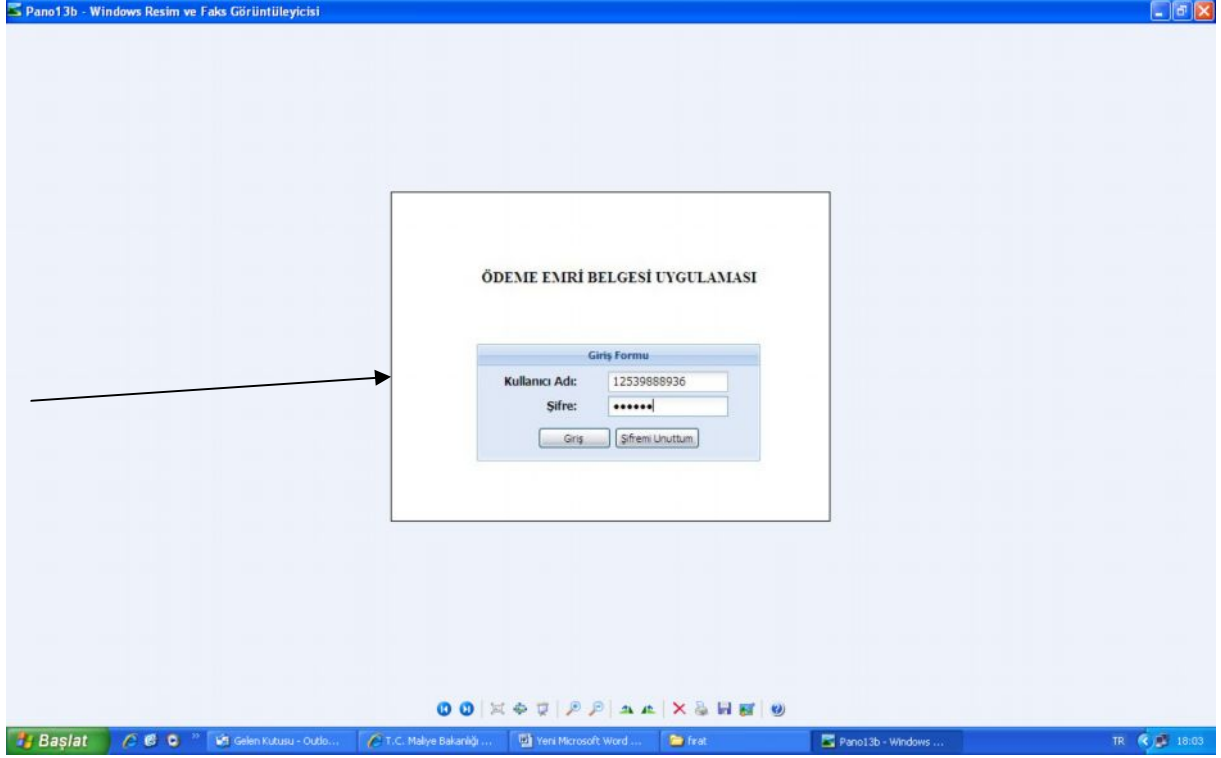 Pano13b - Windows Resim ve Faks Görüntüleyicisi
ÖDEME EMRİ BELGESİ UYGULAMASI
Giriş Formu
Kullanıcı Adı: 12539888936
Şifre: ••••••
Giriş Şifremi Unuttum
Başlat Gelen Kutusu - Outlo... T.C. Maliye Bakanlığı ... Yeni Microsoft Word ... fırat Pano13b - Windows ... TR 18:03